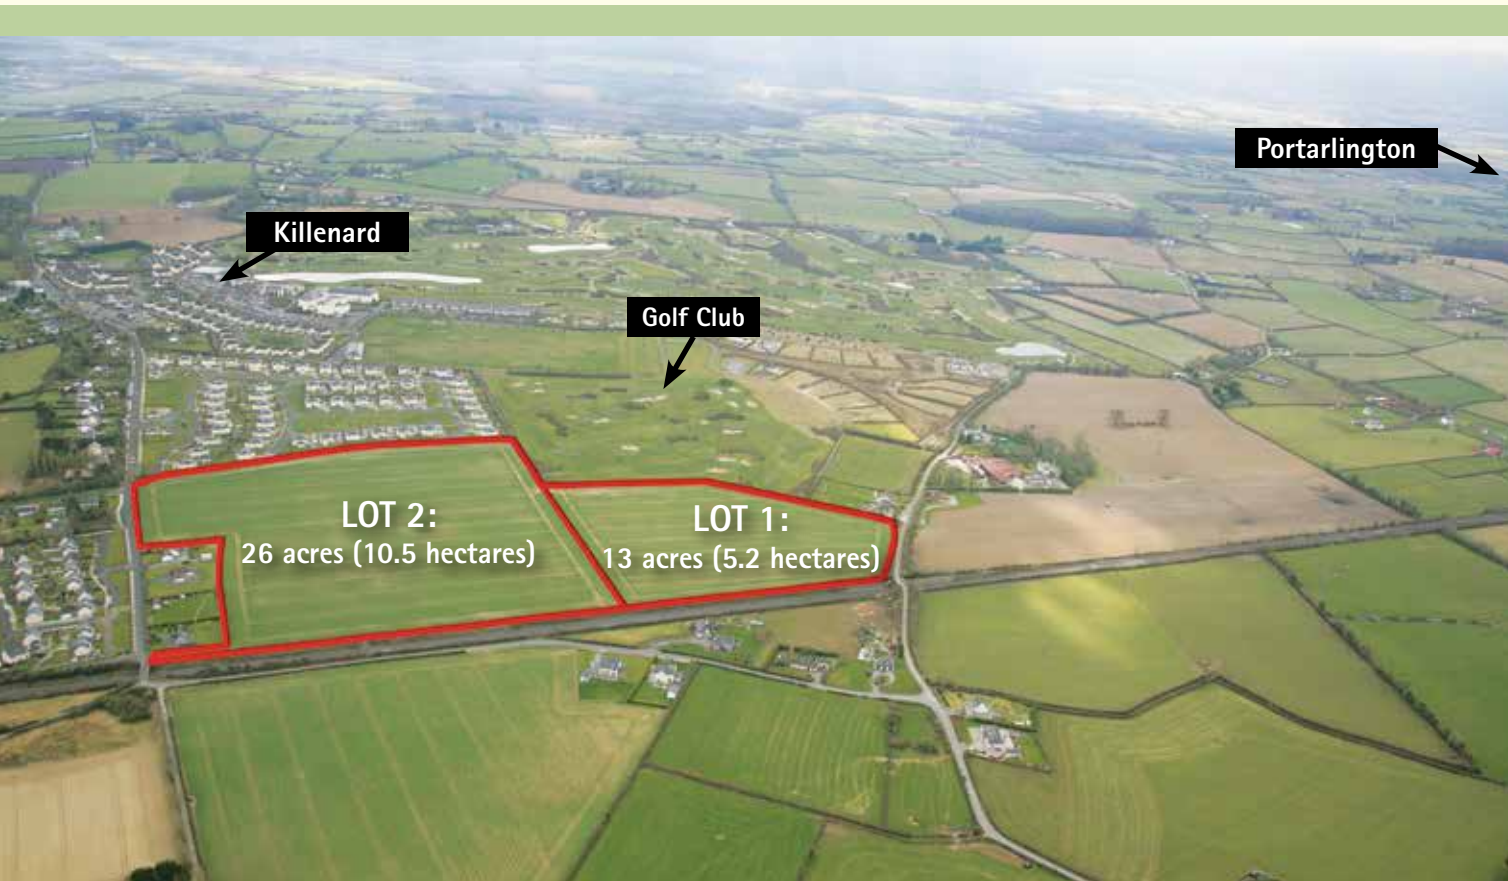 Portarlington
Killenard
Golf Club
LOT 2:
26 acres (10.5 hectares)
LOT 1:
13 acres (5.2 hectares)